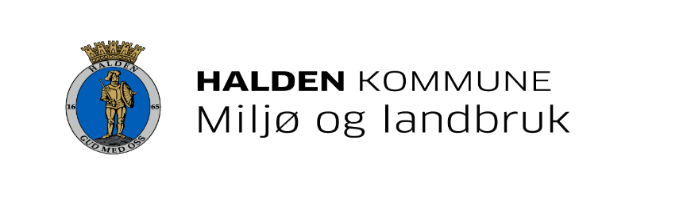 HALDEN
16 65
GUD MED OSS
HALDEN KOMMUNE
Miljø og landbruk